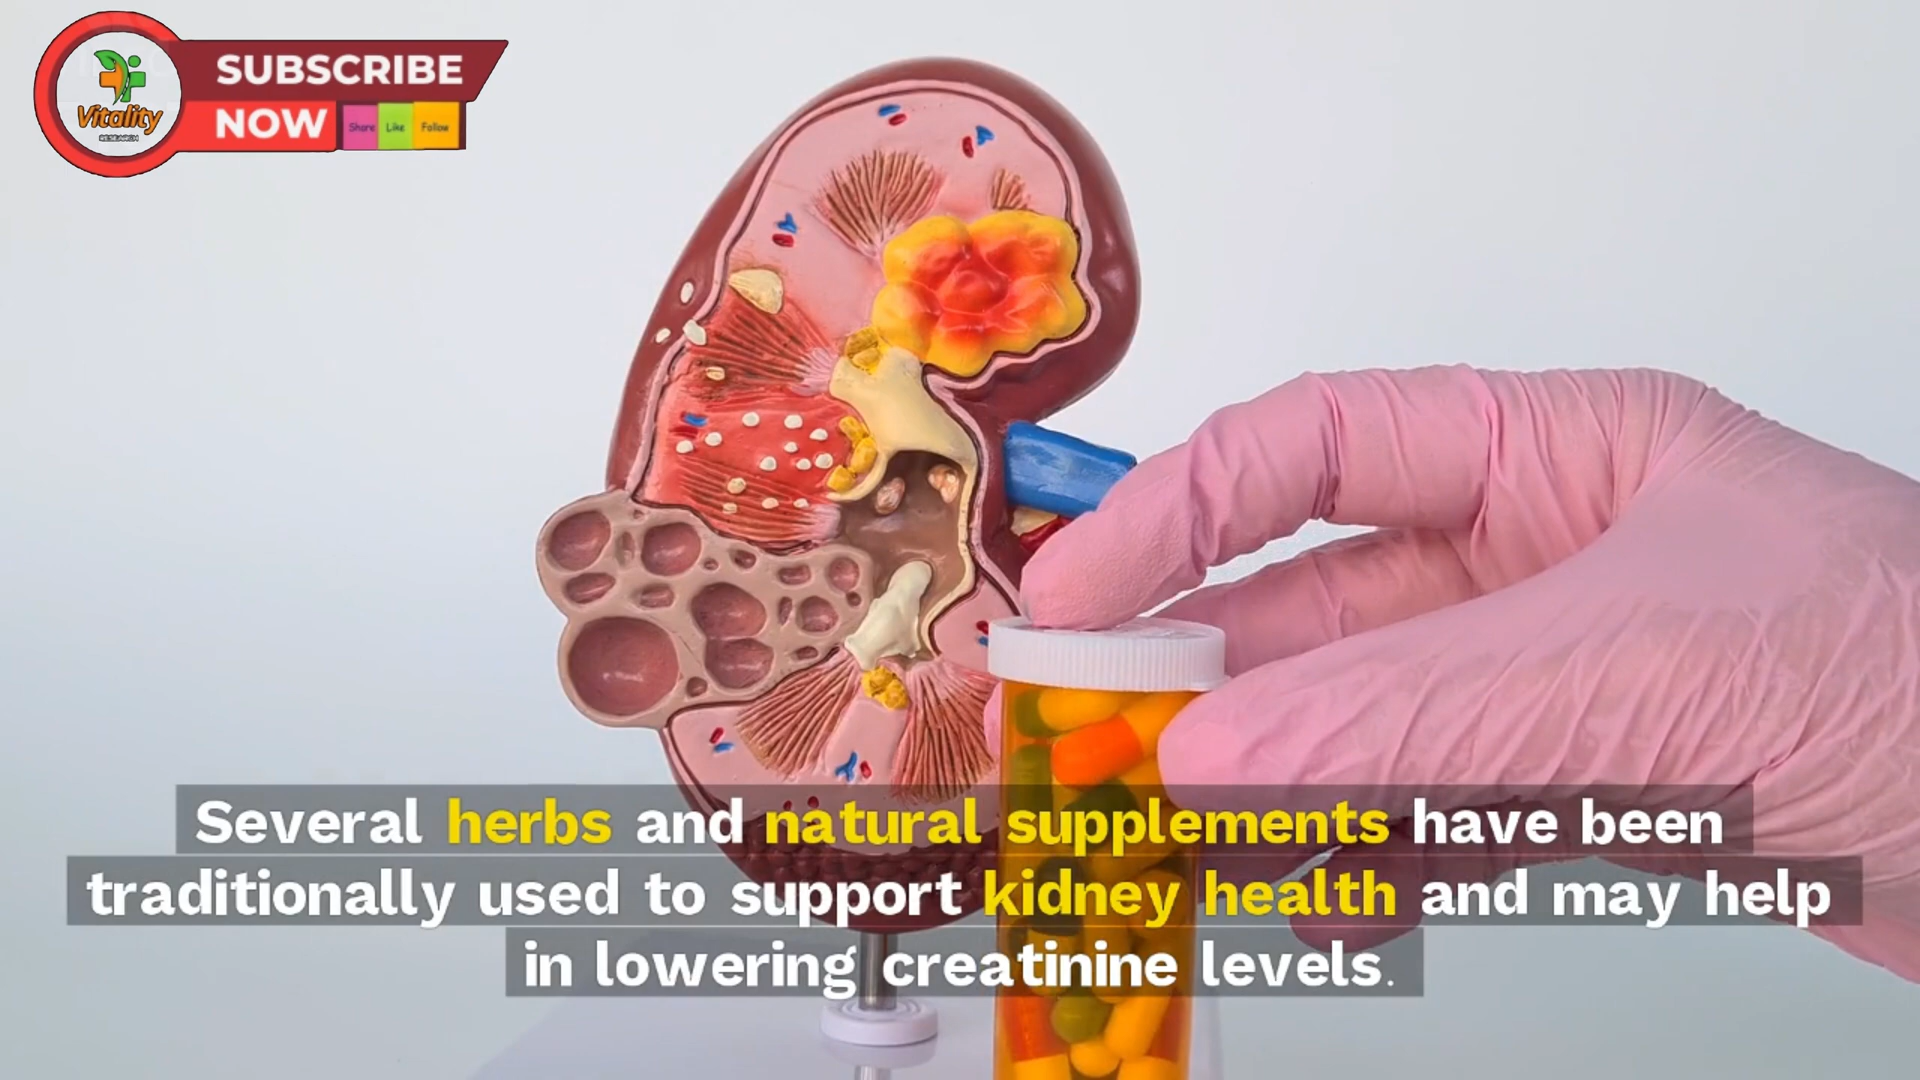 SUBSCRIBE
NOW
Share Like Follow
Vitality
RESEARCH
Several herbs and natural supplements have been
traditionally used to support kidney health and may help
in lowering creatinine levels.